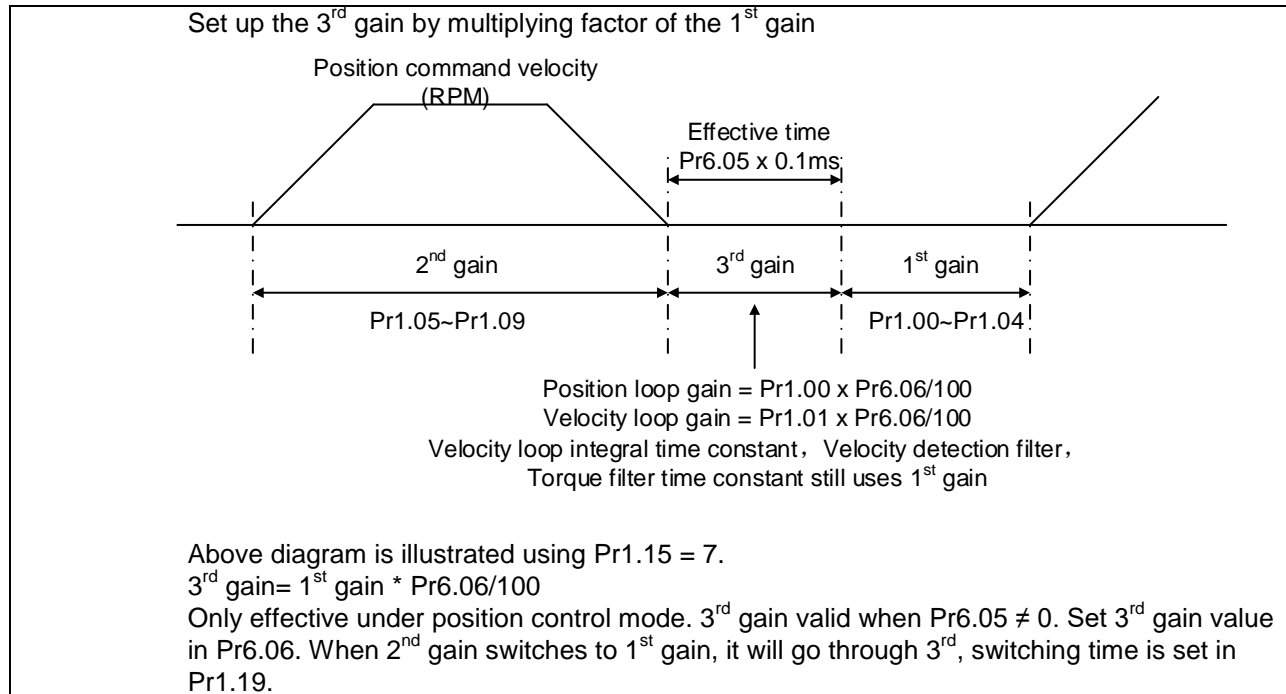 Set up the 3rd gain by multiplying factor of the 1st gain
Position command velocity
(RPM)
Effective time
Pr6.05 x 0.1ms
2nd gain
3rd gain
1st gain
Pr1.05~Pr1.09
Pr1.00~Pr1.04
Position loop gain = Pr1.00 x Pr6.06/100
Velocity loop gain = Pr1.01 x Pr6.06/100
Velocity loop integral time constant，Velocity detection filter，
Torque filter time constant still uses 1st gain
Above diagram is illustrated using Pr1.15 = 7.
3rd gain= 1st gain * Pr6.06/100
Only effective under position control mode. 3rd gain valid when Pr6.05 ≠ 0. Set 3rd gain value
in Pr6.06. When 2nd gain switches to 1st gain, it will go through 3rd, switching time is set in
Pr1.19.